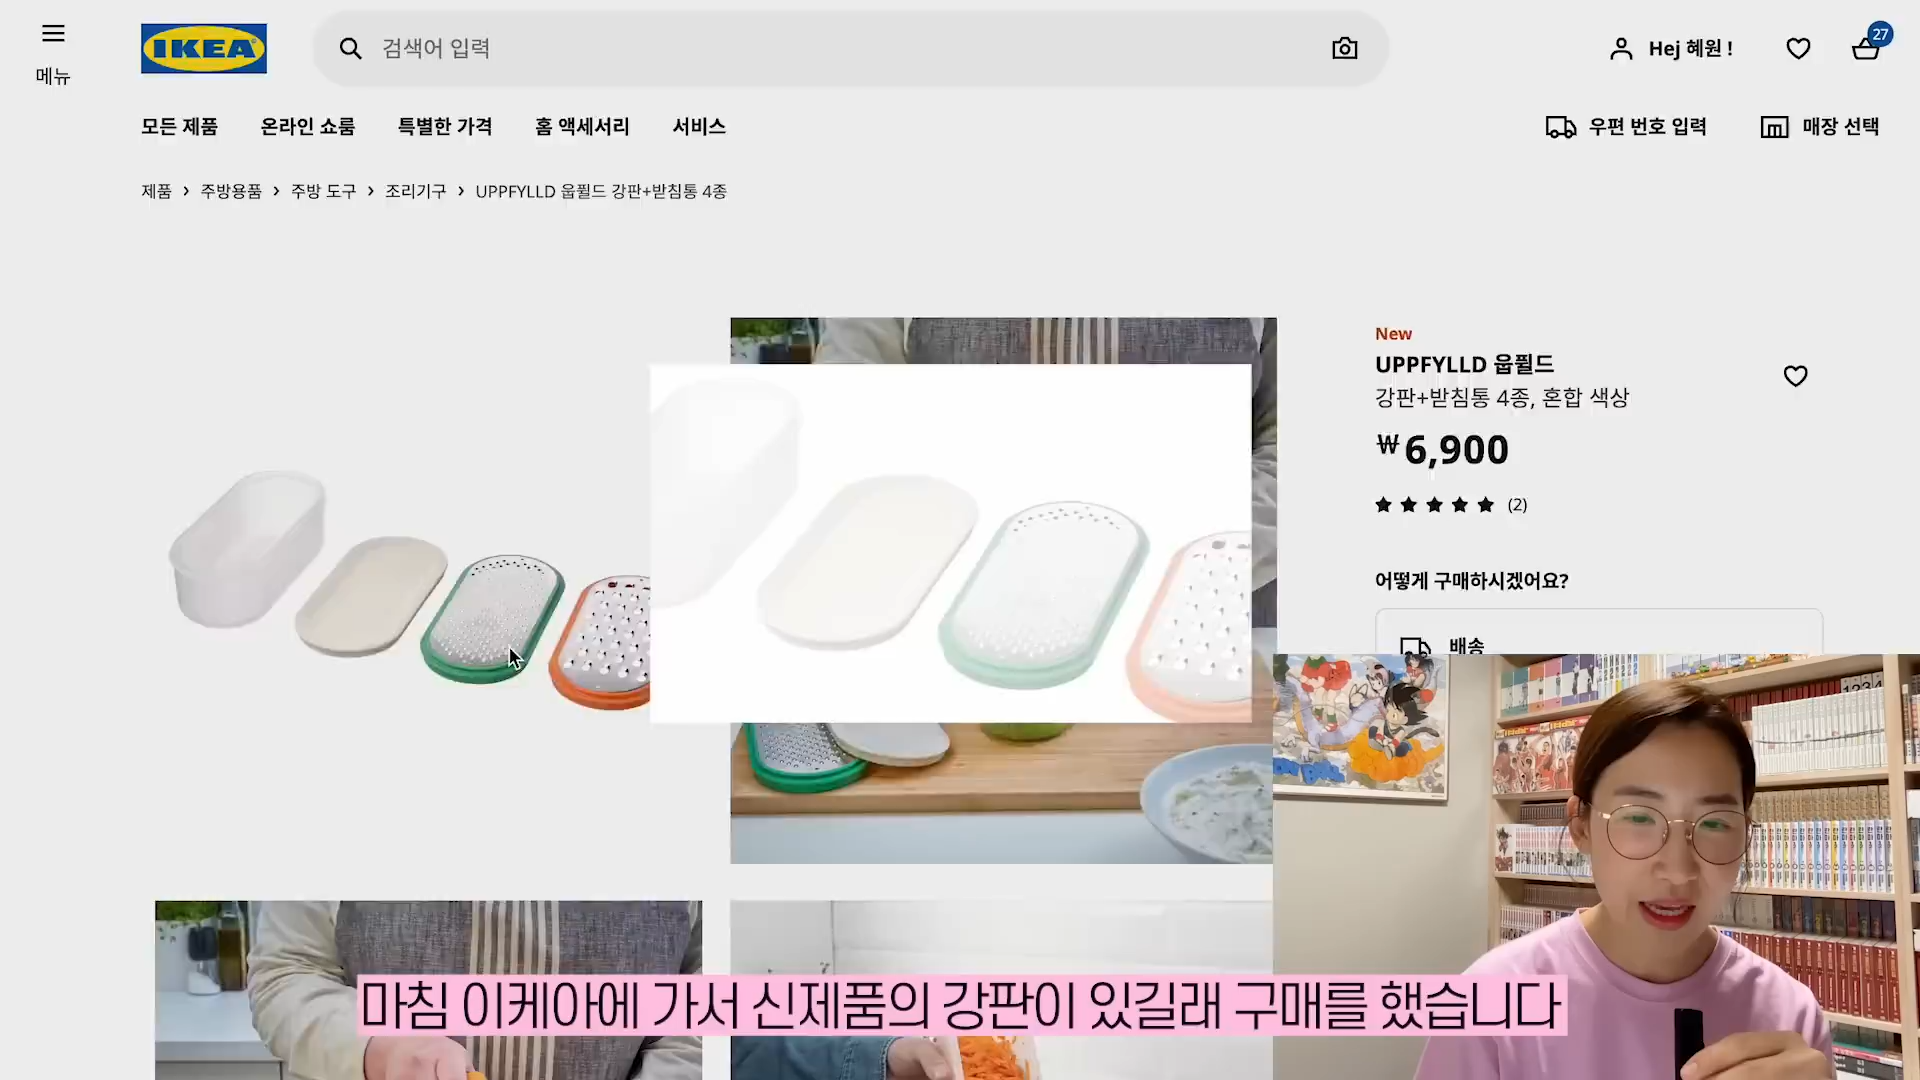 메뉴
IKEA
검색어 입력
Hej 혜원 !
27
모든 제품
온라인 쇼룸
특별한 가격
홈 액세서리
서비스
우편 번호 입력
매장 선택
제품 > 주방용품 > 주방 도구 > 조리기구 > UPPFYLLD 웁퓔드 강판+받침통 4종
New
UPPFYLLD 웁퓔드
강판+받침통 4종, 혼합 색상
₩6,900
(2)
어떻게 구매하시겠어요?
배송
마침 이케아에 가서 신제품의 강판이 있길래 구매를 했습니다